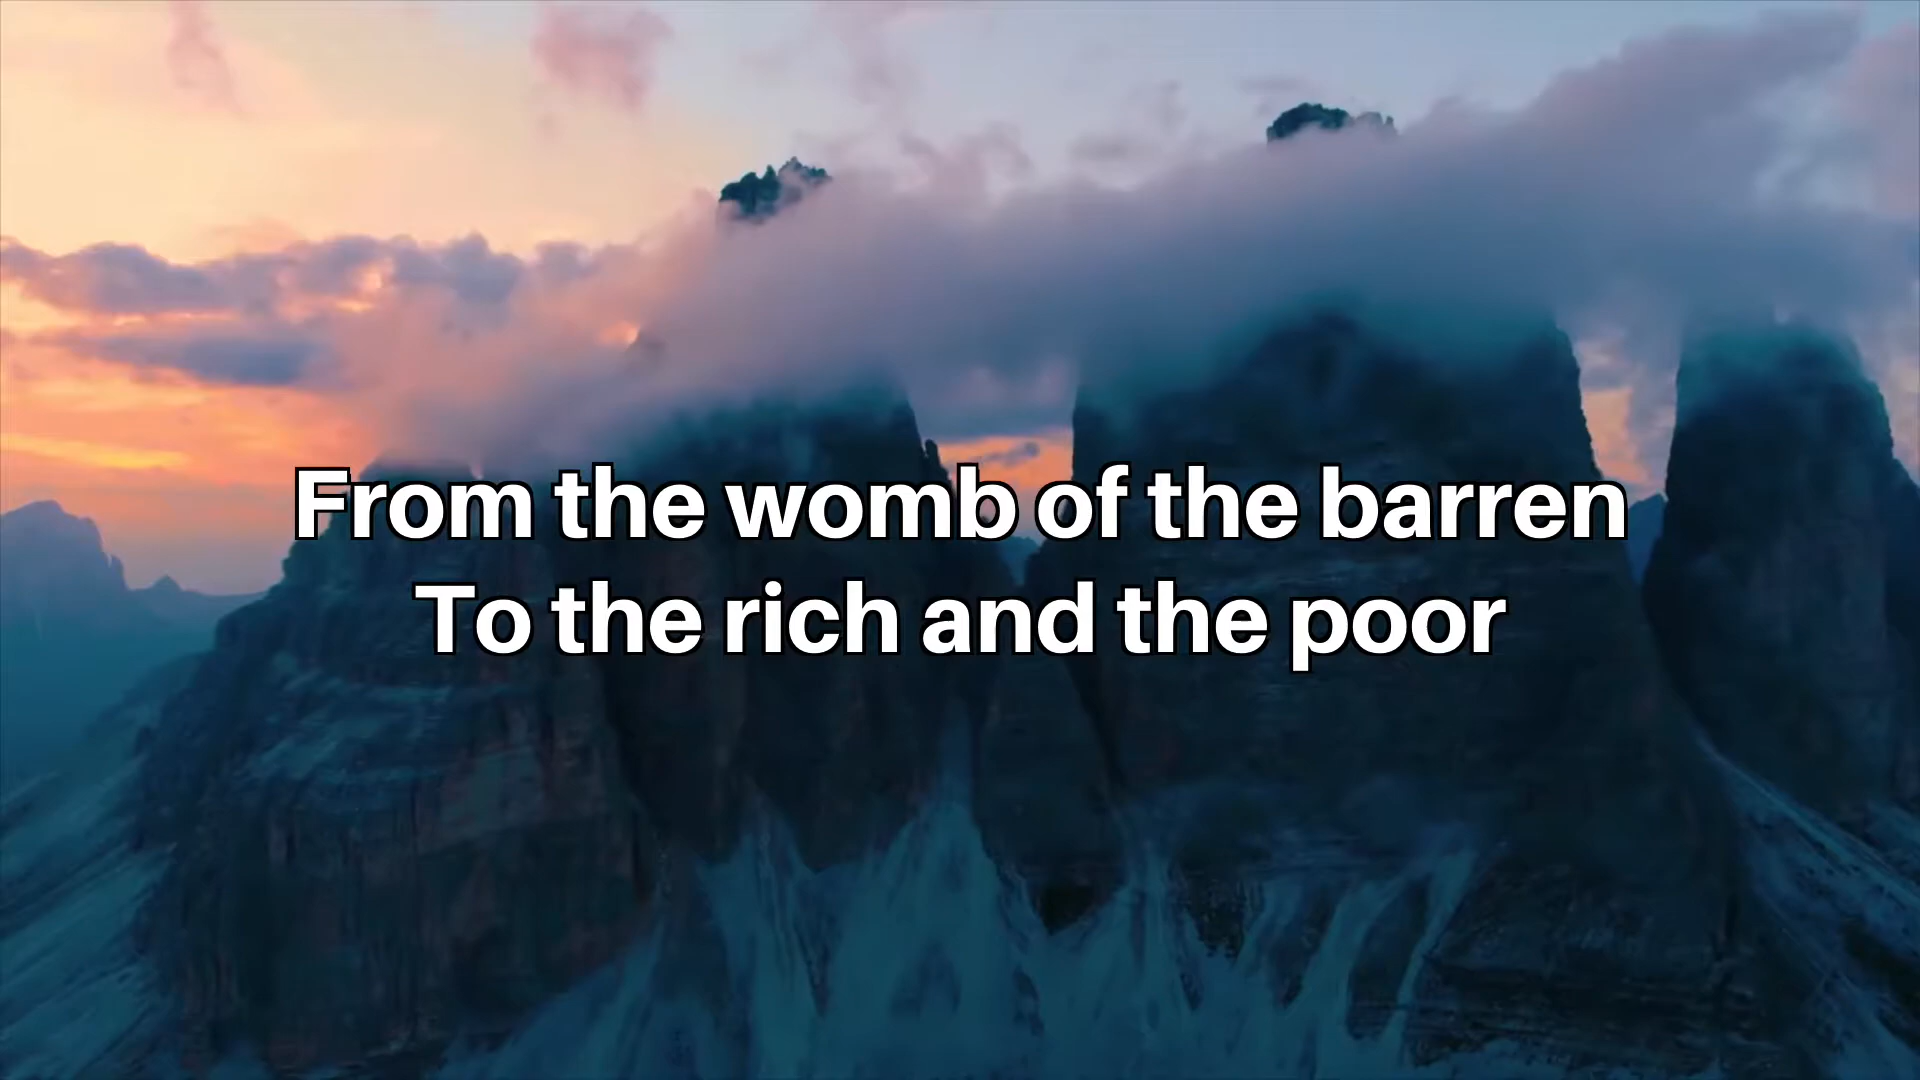 From the womb of the barren
To the rich and the poor